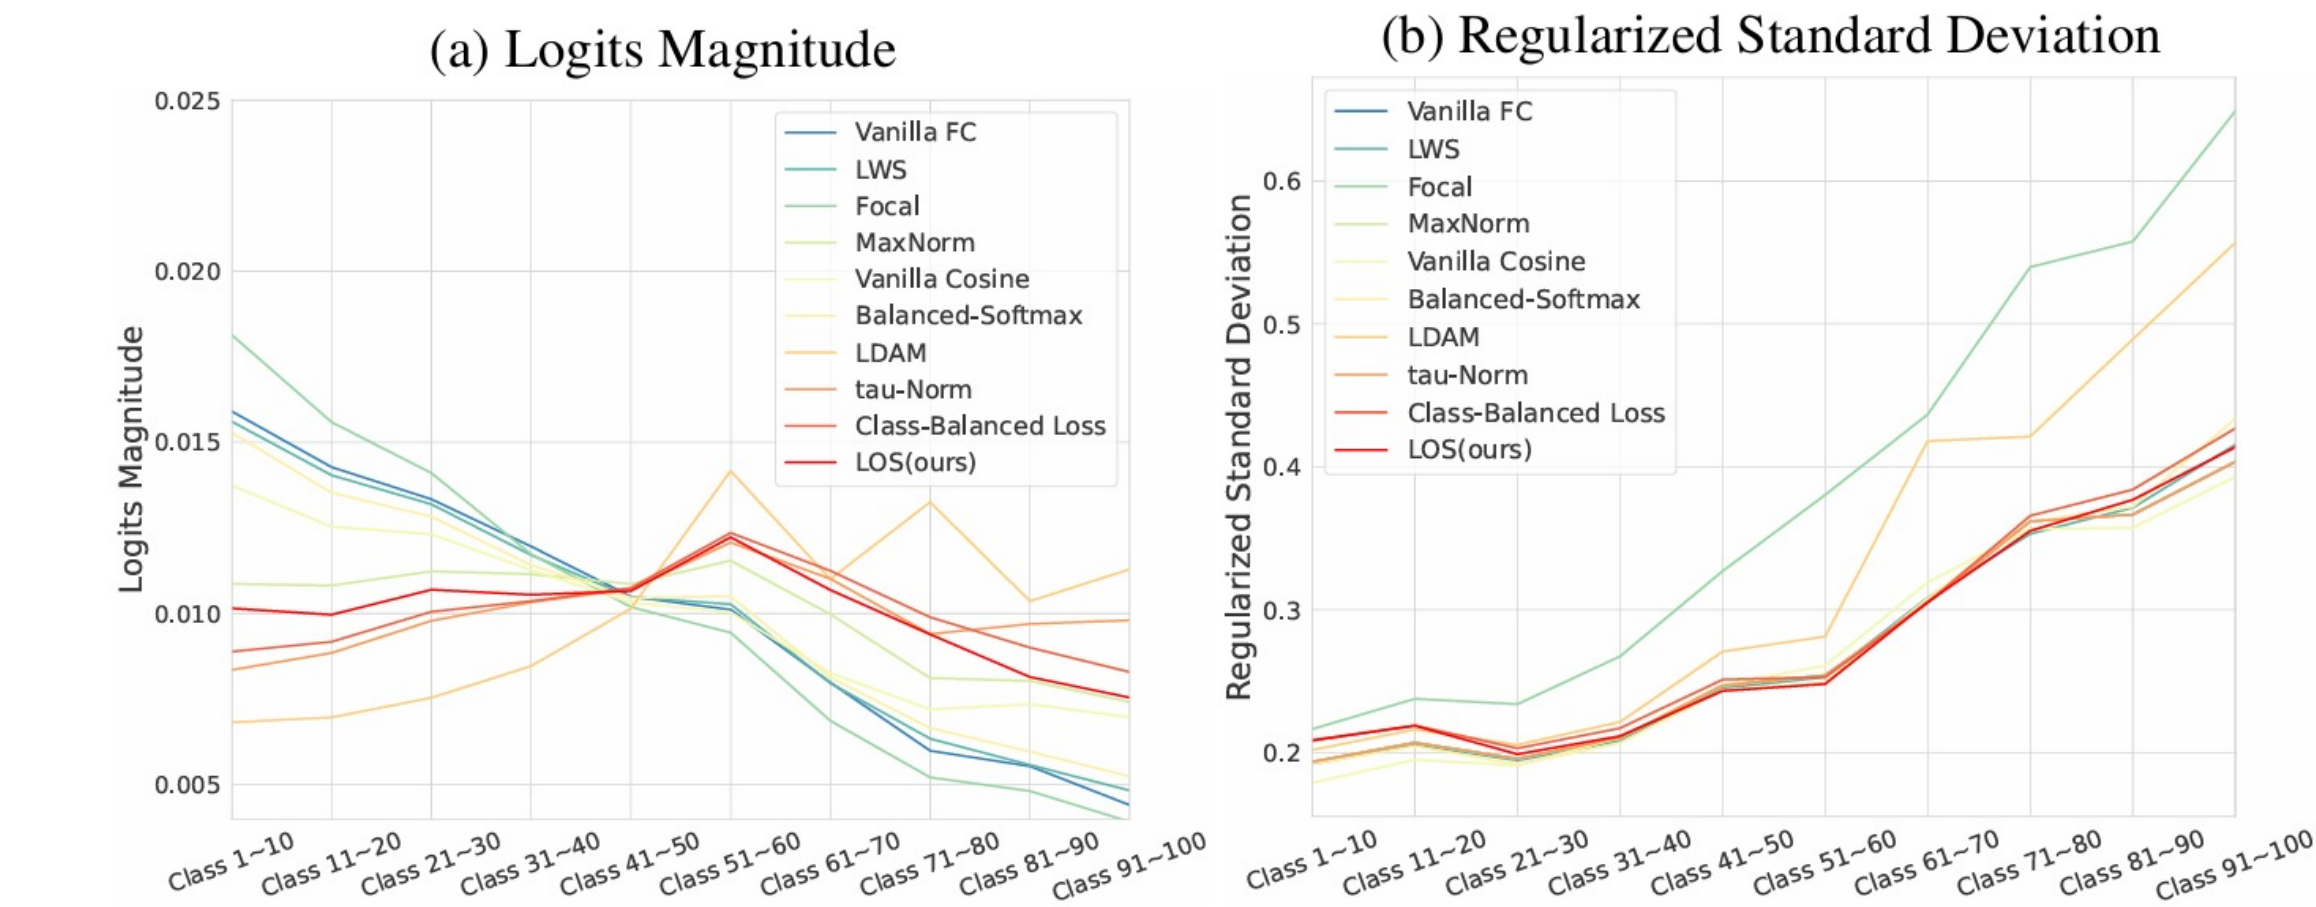 (a) Logits Magnitude
Logits Magnitude
0.025
0.020
0.015
0.010
0.005
Vanilla FC
LWS
Focal
MaxNorm
Vanilla Cosine
Balanced-Softmax
LDAM
tau-Norm
Class-Balanced Loss
LOS(ours)
Class 1~10
Class 11~20
Class 21~30
Class 31~40
Class 41~50
Class 51~60
Class 61~70
Class 71~80
Class 81~90
Class 91~100
(b) Regularized Standard Deviation
Regularized Standard Deviation
0.6
0.5
0.4
0.3
0.2
Vanilla FC
LWS
Focal
MaxNorm
Vanilla Cosine
Balanced-Softmax
LDAM
tau-Norm
Class-Balanced Loss
LOS(ours)
Class 1~10
Class 11~20
Class 21~30
Class 31~40
Class 41~50
Class 51~60
Class 61~70
Class 71~80
Class 81~90
Class 91~100